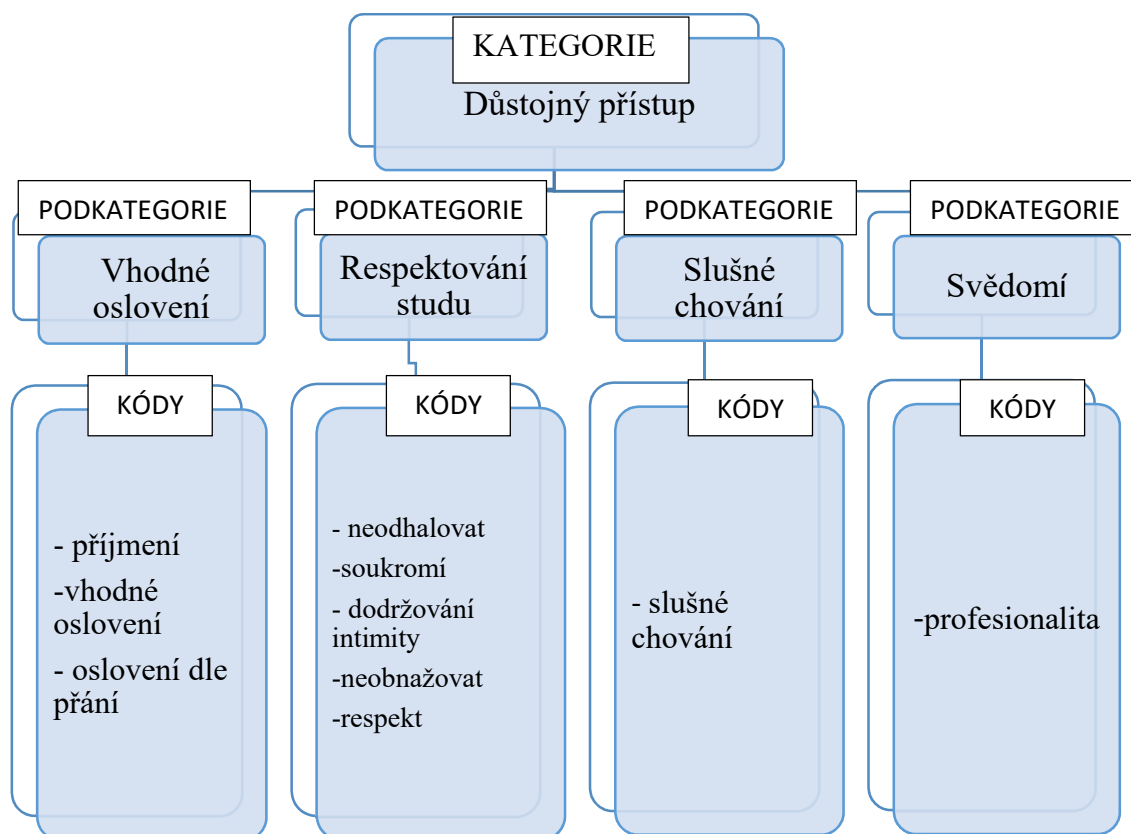 KATEGORIE
Důstojný přístup
PODKATEGORIE
Vhodné
oslovení
PODKATEGORIE
Respektování
studu
PODKATEGORIE
Slušné
chování
PODKATEGORIE
Svědomí
KÓDY
- příjmení
-vhodné
oslovení
- oslovení dle
přání
KÓDY
- neodhalovat
-soukromí
- dodržování
intimity
-neobnažovat
-respekt
KÓDY
- slušné
chování
KÓDY
-profesionalita